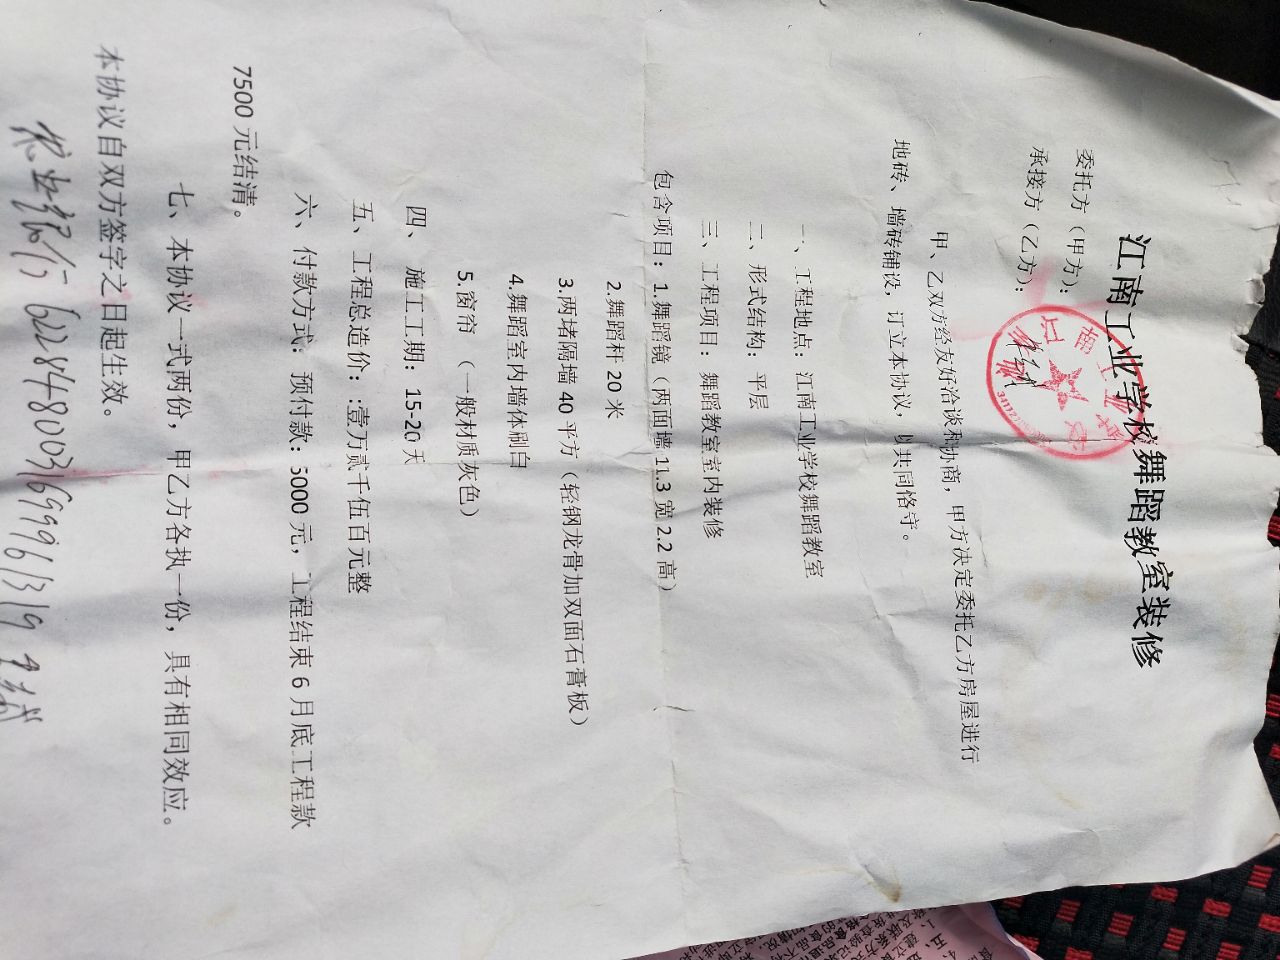 江南工业学校舞蹈教室装修
委托方（甲方）：
承接方（乙方）：
甲、乙双方经友好洽谈和协商，甲方决定委托乙方房屋进行
地砖、墙砖铺设，订立本协议，以共同恪守。
一、工程地点：江南工业学校舞蹈教室
二、形式结构：平层
三、工程项目：舞蹈教室室内装修
包含项目：1.舞蹈镜（两面墙 11.3 宽 2.2 高）
2.舞蹈杆 20 米
3.两堵隔墙 40 平方（轻钢龙骨加双面石膏板）
4.舞蹈室内墙体刷白
5.窗帘 （一般材质灰色）
四、 施工工期：15-20 天
五、工程总造价：:壹万贰千伍百元整
六、付款方式：预付款：5000 元，工程结束 6 月底工程款
7500 元结清。
七、本协议一式两份，甲乙方各执一份，具有相同效应。
本协议自双方签字之日起生效。
农业银行 6228480031699961319